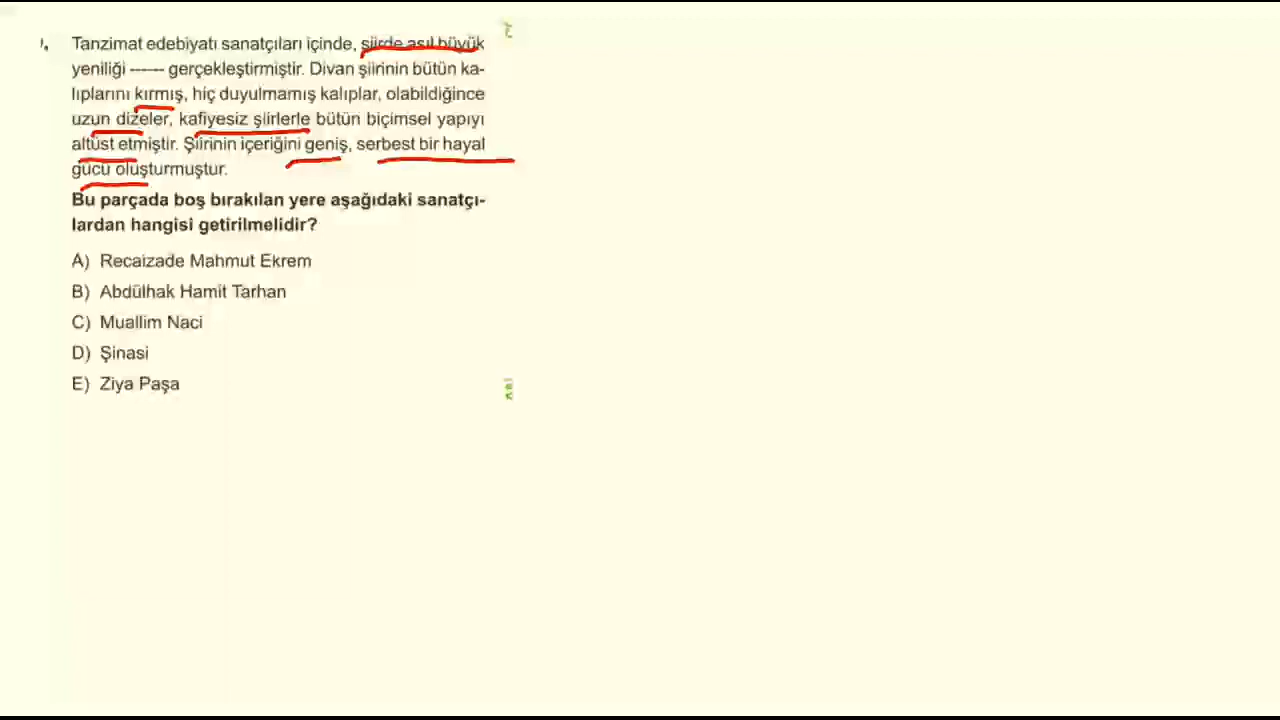 Tanzimat edebiyatı sanatçıları içinde, şiirde asıl büyük
yeniliği ------ gerçekleştirmiştir. Divan şiirinin bütün ka-
lıplarını kırmış, hiç duyulmamış kalıplar, olabildiğince
uzun dizeler, kafiyesiz şiirlerle bütün biçimsel yapıyı
altüst etmiştir. Şiirinin içeriğini geniş, serbest bir hayal
gücü oluşturmuştur.
Bu parçada boş bırakılan yere aşağıdaki sanatçı-
lardan hangisi getirilmelidir?
A) Recaizade Mahmut Ekrem
B) Abdülhak Hamit Tarhan
C) Muallim Naci
D) Şinasi
E) Ziya Paşa